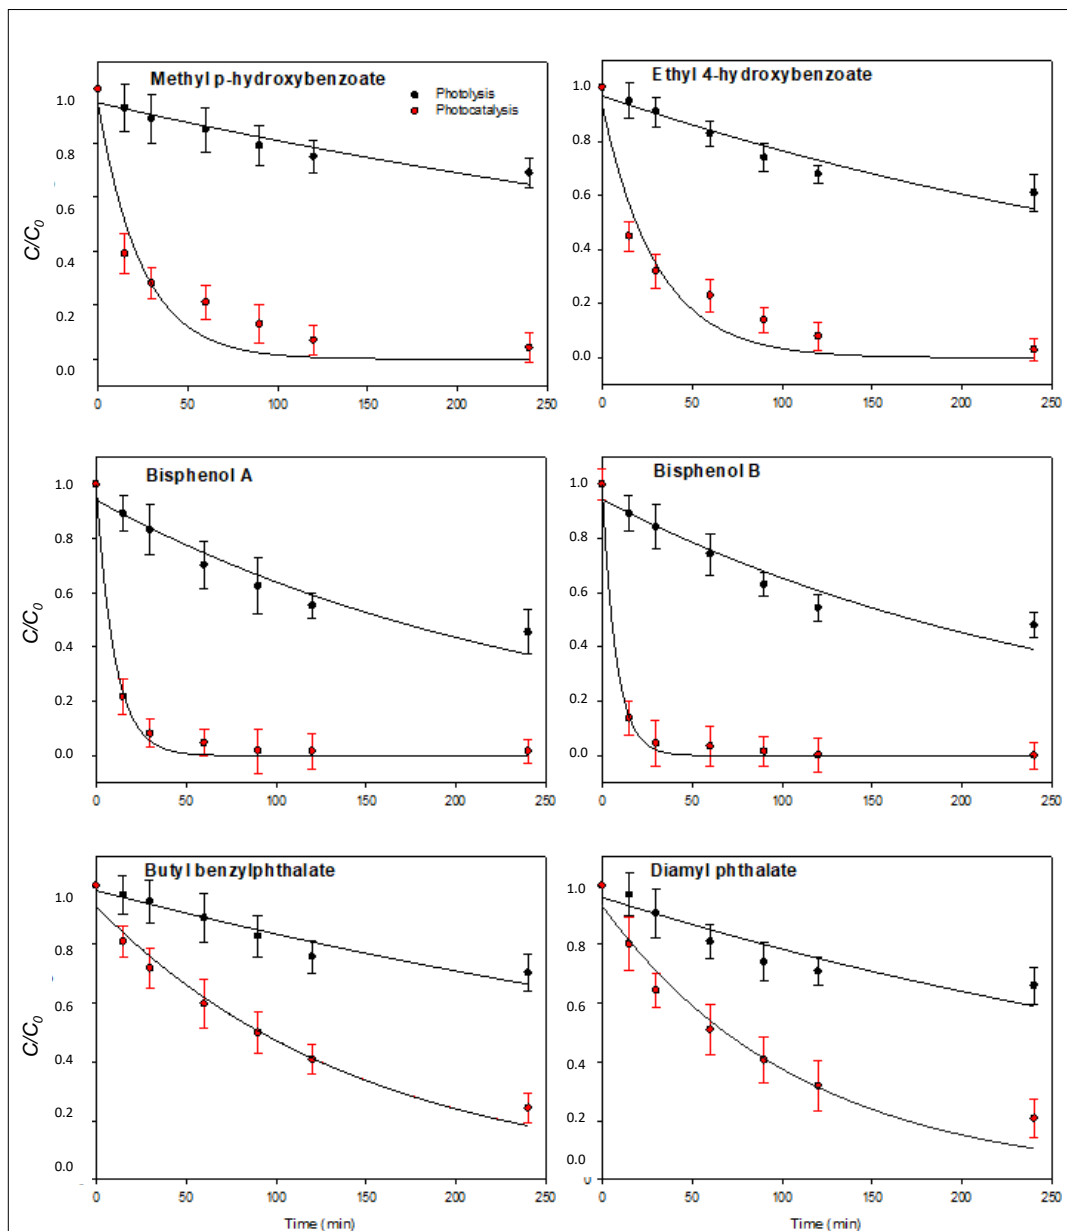 Methyl p-hydroxybenzoate
Photolysis
Photocatalysis
Ethyl 4-hydroxybenzoate
C/C0
1.0
0.8
0.6
0.4
0.2
0.0
0 50 100 150 200 250
1.0
0.8
0.6
0.4
0.2
0.0
0 50 100 150 200 250
Bisphenol A
Bisphenol B
C/C0
1.0
0.8
0.6
0.4
0.2
0.0
0 50 100 150 200 250
1.0
0.8
0.6
0.4
0.2
0.0
0 50 100 150 200 250
Butyl benzylphthalate
Diamyl phthalate
C/C0
1.0
0.8
0.6
0.4
0.2
0.0
0 50 100 150 200 250
Time (min)
1.0
0.8
0.6
0.4
0.2
0.0
0 50 100 150 200 250
Time (min)